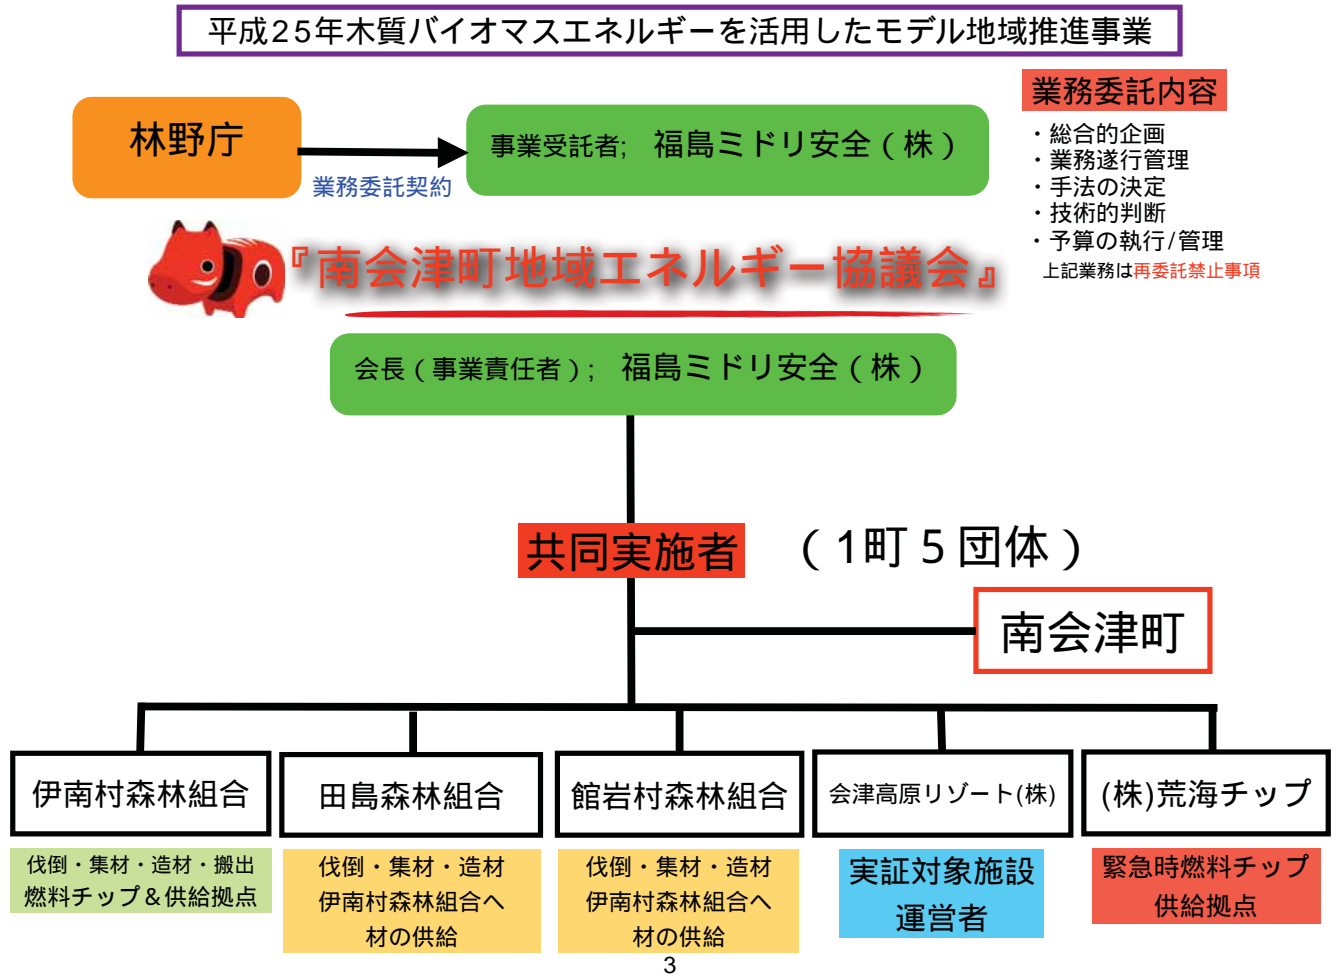 平成25年木質バイオマスエネルギーを活用したモデル地域推進事業
林野庁
業務委託契約
事業受託者;　福島ミドリ安全（株）
業務委託内容
・総合的企画
・業務遂行管理
・手法の決定
・技術的判断
・予算の執行/管理
上記業務は再委託禁止事項
『南会津町地域エネルギー協議会』
会長（事業責任者）;　福島ミドリ安全（株）
共同実施者　（1町５団体）
南会津町
伊南村森林組合
伐倒・集材・造材・搬出
燃料チップ＆供給拠点
田島森林組合
伐倒・集材・造材
伊南村森林組合へ
材の供給
館岩村森林組合
伐倒・集材・造材
伊南村森林組合へ
材の供給
会津高原リゾート(株)
実証対象施設
運営者
(株)荒海チップ
緊急時燃料チップ
供給拠点
3